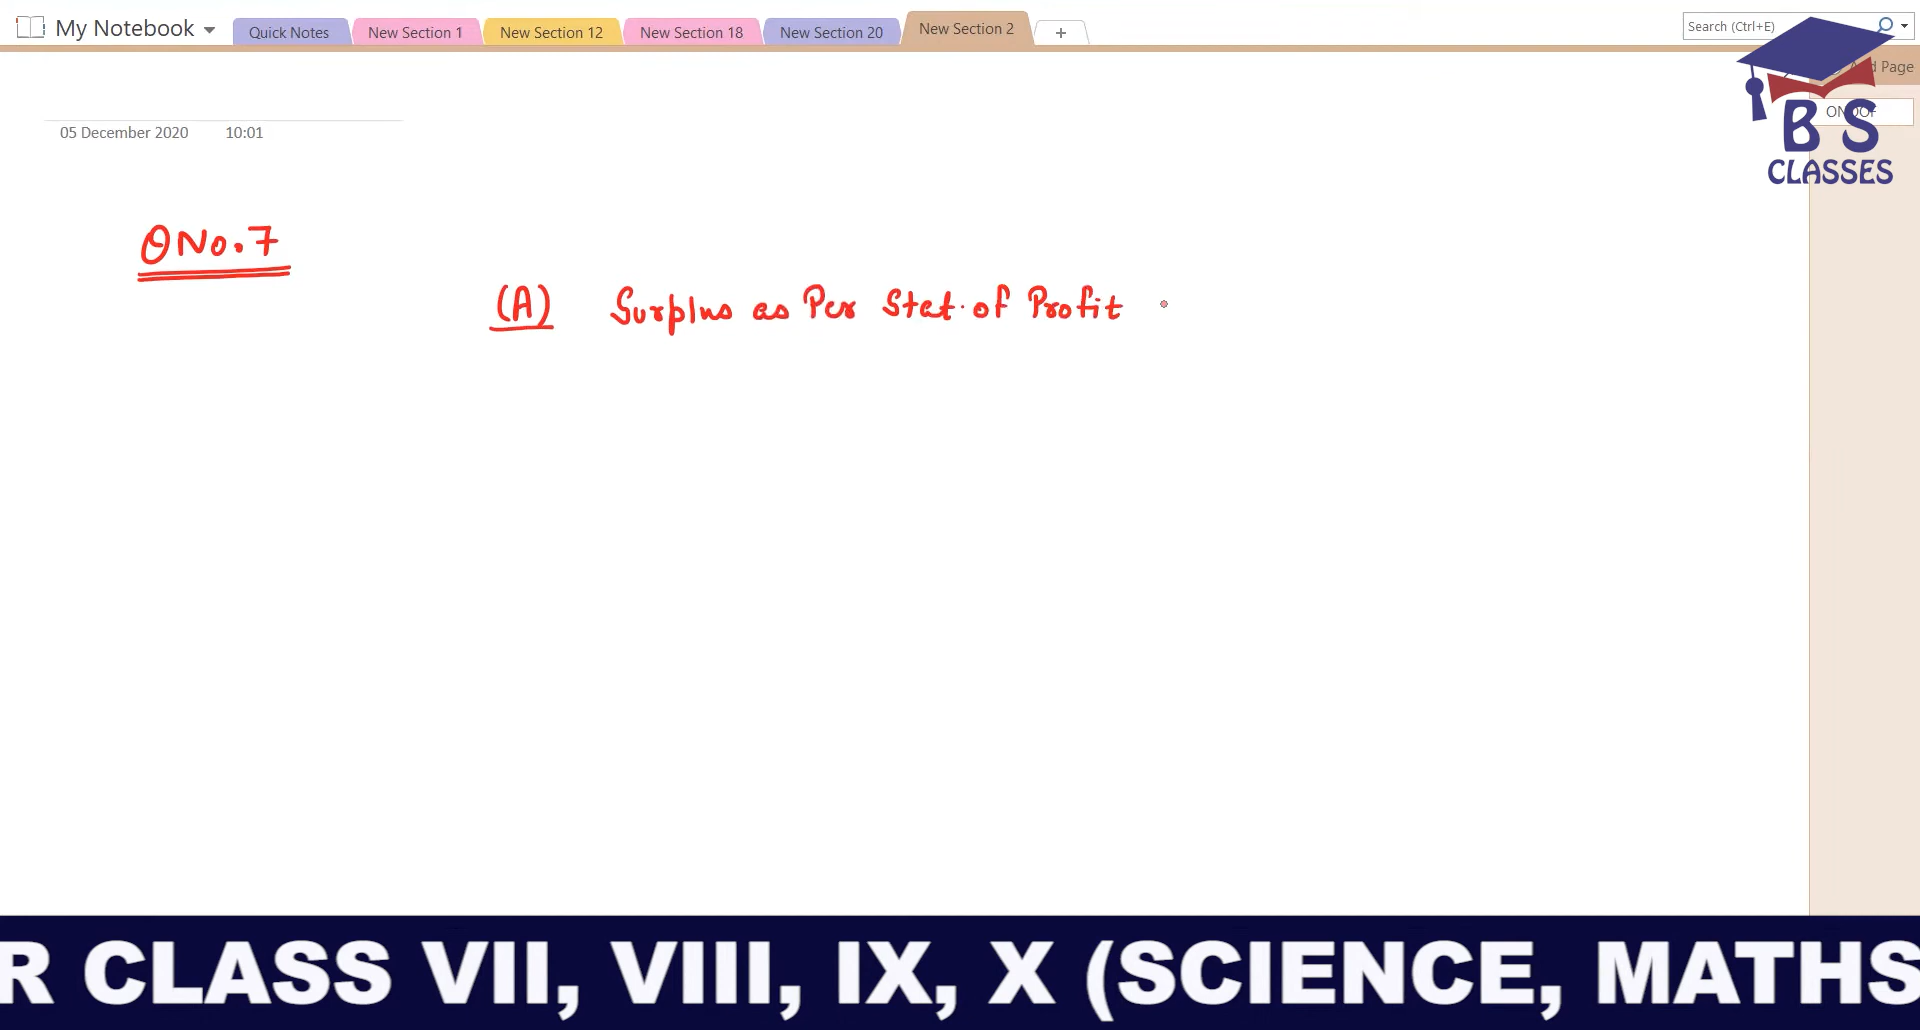 My Notebook
Quick Notes
New Section 1
New Section 12
New Section 18
New Section 20
New Section 2
+
Search (Ctrl+E)
d Page
B S
CLASSES
05 December 2020 10:01
QNo.7
(A) Surplus as Per Stat. of Profit
R CLASS VII, VIII, IX, X (SCIENCE, MATHS